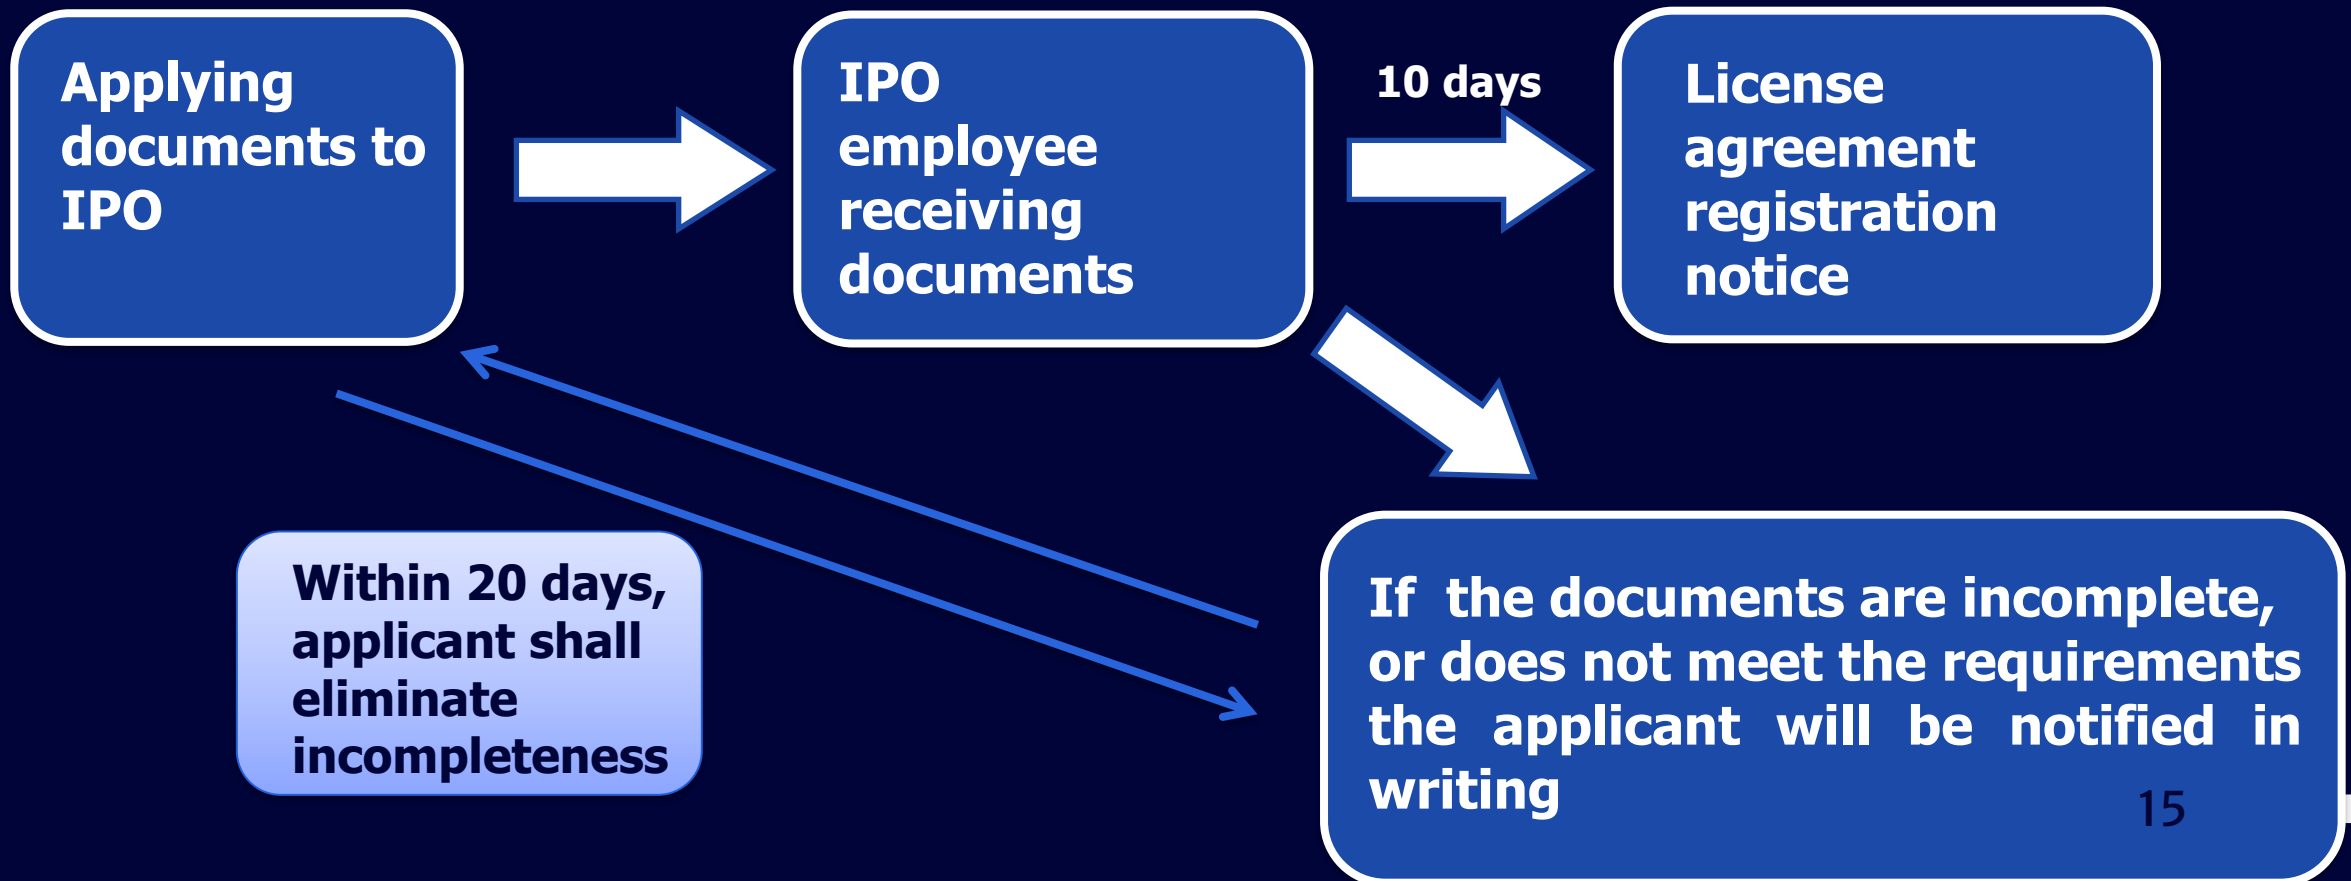 Applying
documents to
IPO
IPO
employee
receiving
documents
10 days
License
agreement
registration
notice
Within 20 days,
applicant shall
eliminate
incompleteness
If the documents are incomplete,
or does not meet the requirements
the applicant will be notified in
writing
15